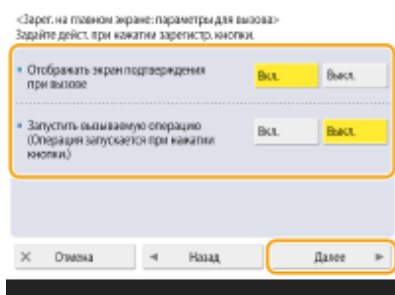 <Зарег. на главном экране: параметры для вызова>
Задайте дейст. при нажатии зарегистр. кнопки.
Отображать экран подтверждения Вкл. Выкл.
при вызове
Запустить вызываемую операцию Вкл. Выкл.
(Операция запускается при нажатии
кнопки.)
× Отмена ◄ Назад Далее ►